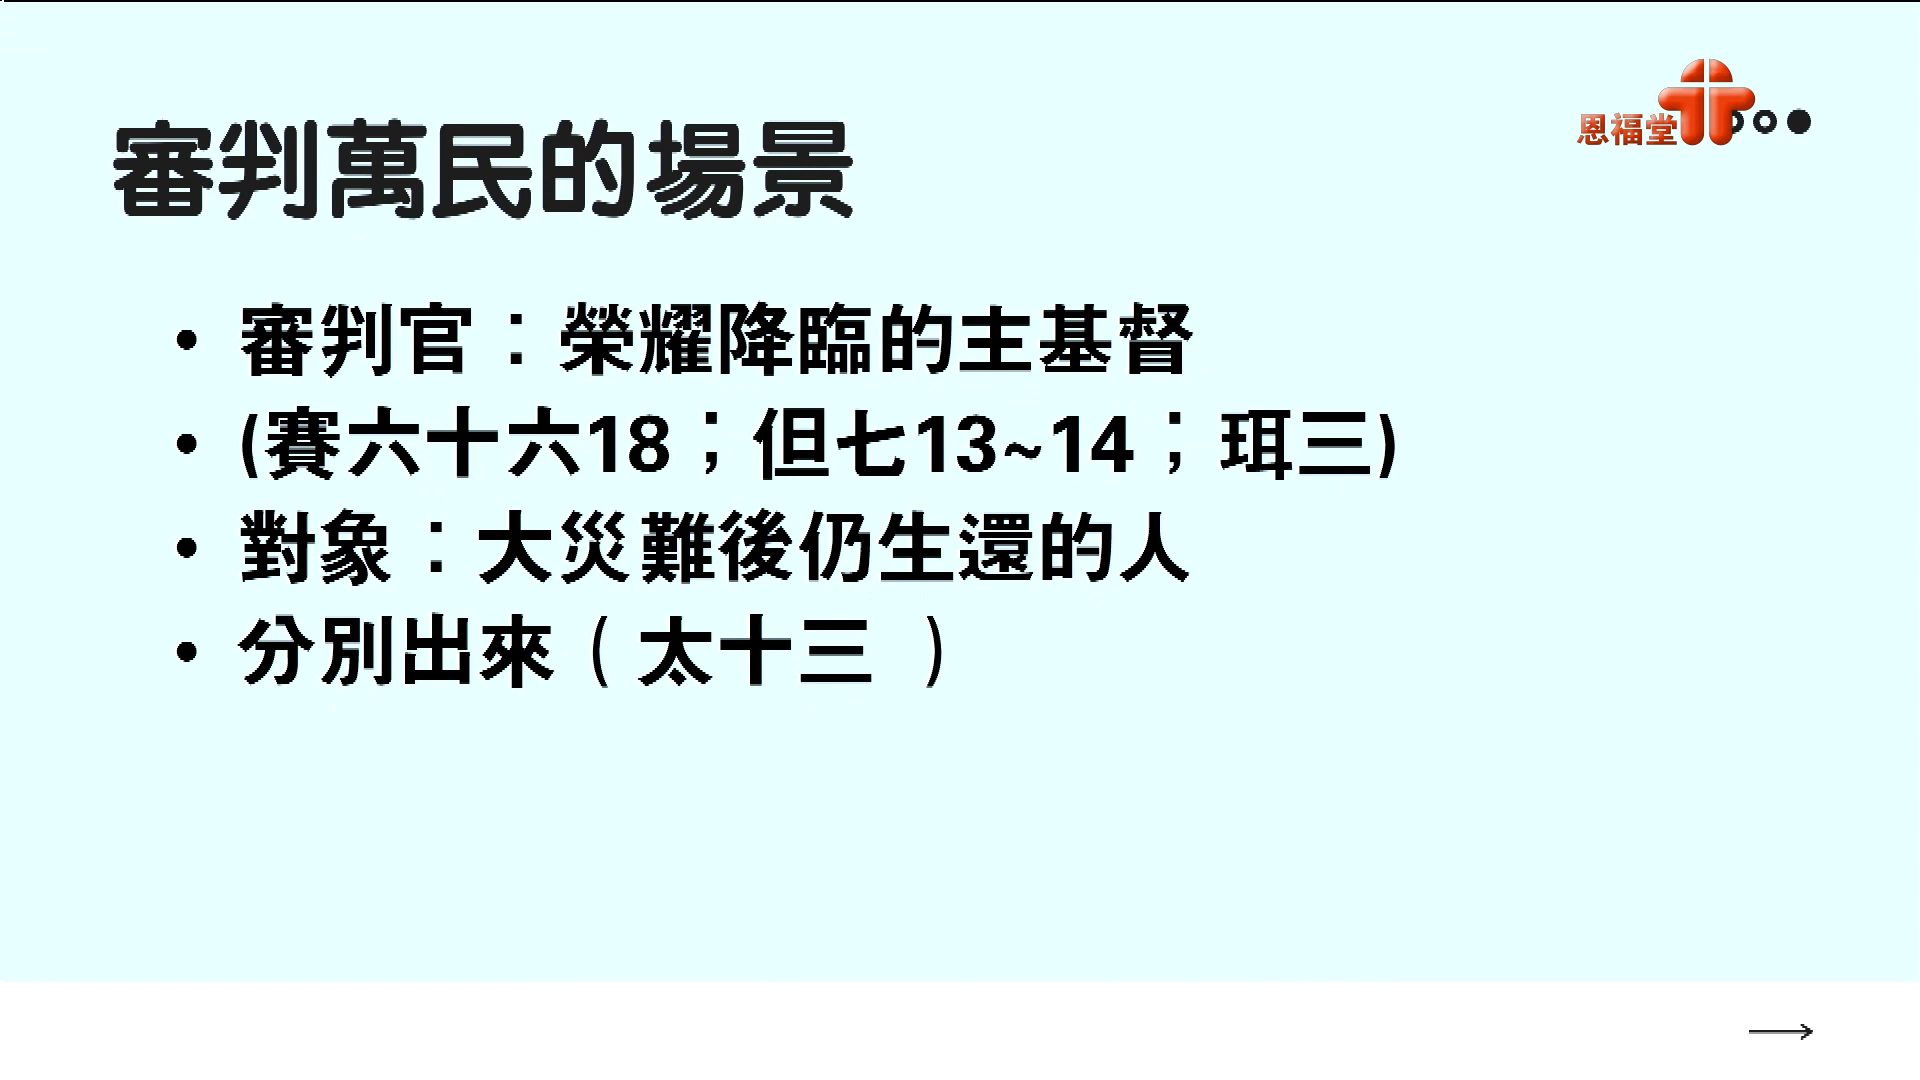 恩福堂
審判萬民的場景
• 審判官：榮耀降臨的主基督
• (賽六十六18；但七13~14；珥三)
• 對象：大災難後仍生還的人
• 分別出來（太十三 ）